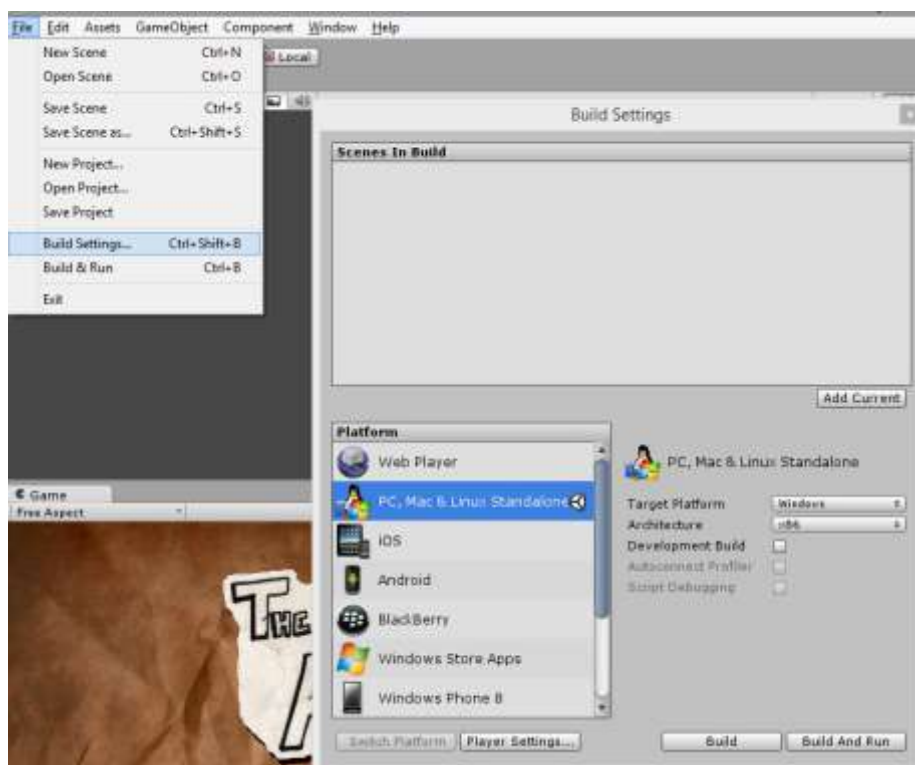 File Edit Assets GameObject Component Window Help
New Scene Ctrl+N
Open Scene Ctrl+O
Save Scene Ctrl+S
Save Scene as... Ctrl+Shift+S
New Project...
Open Project...
Save Project
Build Settings... Ctrl+Shift+B
Build & Run Ctrl+B
Exit
Local
Build Settings
Scenes In Build
Add Current
Platform
Web Player
PC, Mac & Linux Standalone
iOS
Android
BlackBerry
Windows Store Apps
Windows Phone 8
PC, Mac & Linux Standalone
Target Platform Windows
Architecture x86
Development Build
Autoconnect Profiler
Script Debugging
Switch Platform Player Settings... Build Build And Run
Game
Free Aspect
THE
A